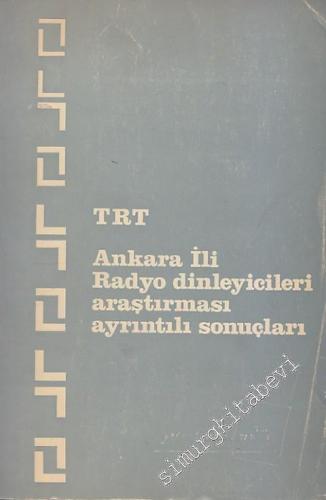 TRT
Ankara İli
Radyo dinleyicileri
araştırması
ayrıntılı sonuçları
simurgkitabevi